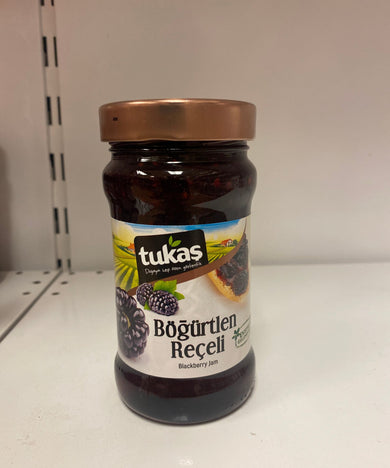 tukaş
Böğürtlen
Reçeli
Blackberry Jam